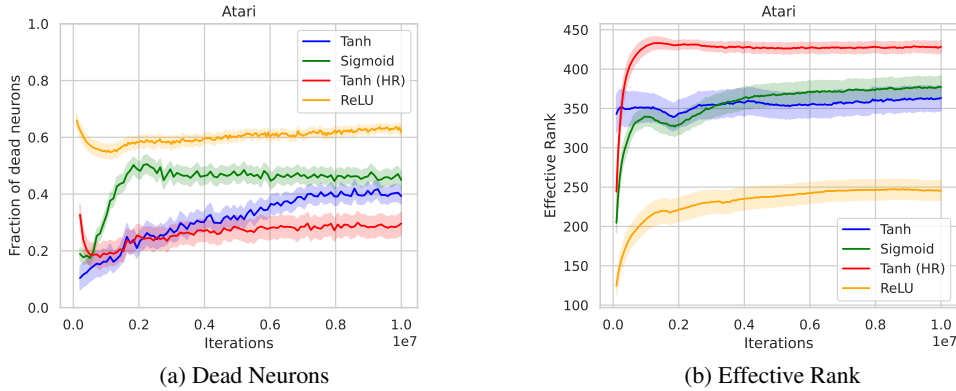 Atari
Fraction of dead neurons
1.0
0.8
0.6
0.4
0.2
0.0
Tanh
Sigmoid
Tanh (HR)
ReLU
0.0 0.2 0.4 0.6 0.8 1.0
Iterations
1e7
(a) Dead Neurons
Atari
Effective Rank
450
400
350
300
250
200
150
100
Tanh
Sigmoid
Tanh (HR)
ReLU
0.0 0.2 0.4 0.6 0.8 1.0
Iterations
1e7
(b) Effective Rank